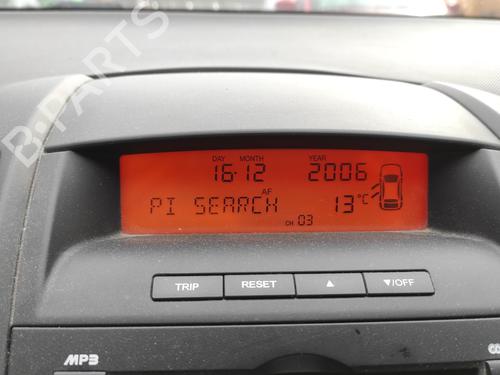 B-PARTS
DAY MONTH YEAR
16·12 2006
AF
PI SEARCH 13°C
CH 03
TRIP RESET ▲ ▼/OFF
MP3